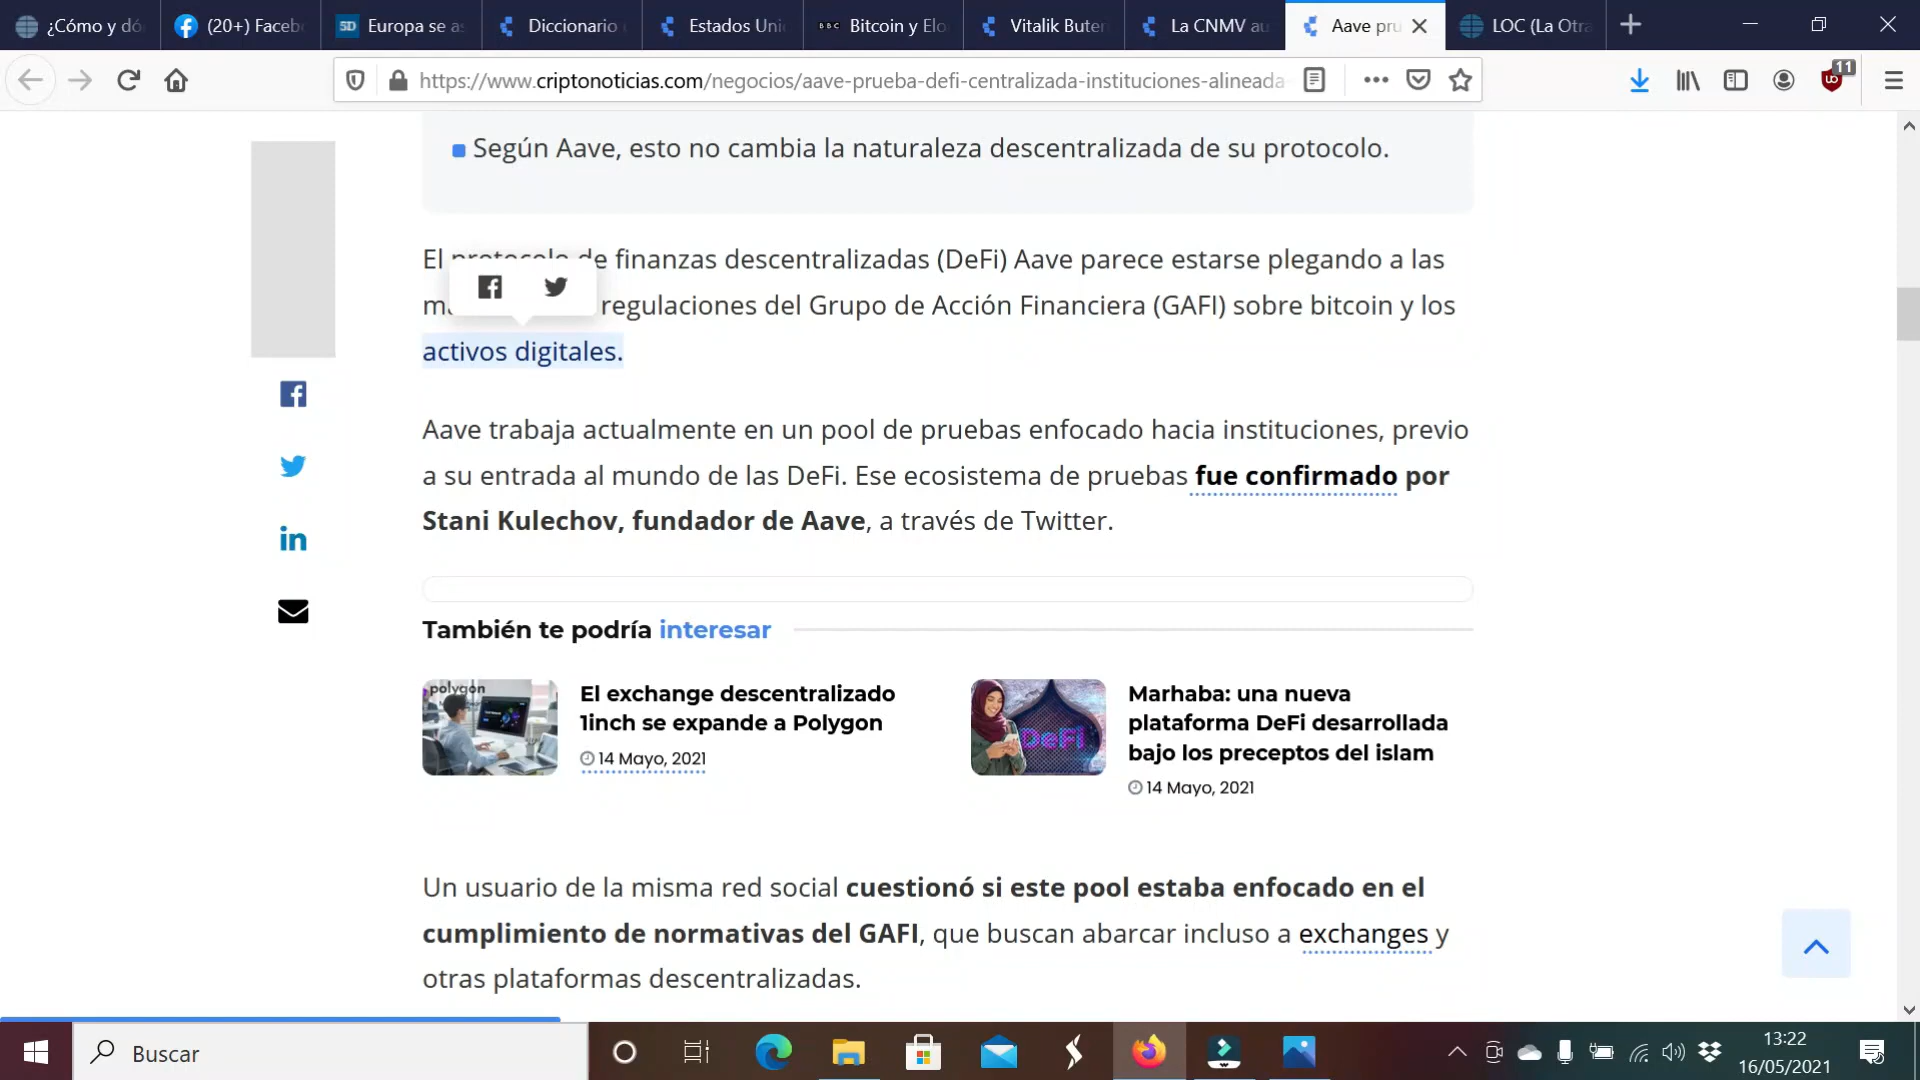 ¿Cómo y dó
(20+) Faceb
Europa se as
Diccionario
Estados Uni
BBC Bitcoin y Elo
Vitalik Buter
La CNMV au
Aave pru
LOC (La Otra
https://www.criptonoticias.com/negocios/aave-prueba-defi-centralizada-instituciones-alineada-
11
Según Aave, esto no cambia la naturaleza descentralizada de su protocolo.
El protocolo de finanzas descentralizadas (DeFi) Aave parece estarse plegando a las
regulaciones del Grupo de Acción Financiera (GAFI) sobre bitcoin y los
activos digitales.
Aave trabaja actualmente en un pool de pruebas enfocado hacia instituciones, previo
a su entrada al mundo de las DeFi. Ese ecosistema de pruebas fue confirmado por
Stani Kulechov, fundador de Aave, a través de Twitter.
También te podría interesar
polygon
El exchange descentralizado
1inch se expande a Polygon
14 Mayo, 2021
DeFi
Marhaba: una nueva
plataforma DeFi desarrollada
bajo los preceptos del islam
14 Mayo, 2021
Un usuario de la misma red social cuestionó si este pool estaba enfocado en el
cumplimiento de normativas del GAFI, que buscan abarcar incluso a exchanges y
otras plataformas descentralizadas.
Buscar
13:22
16/05/2021